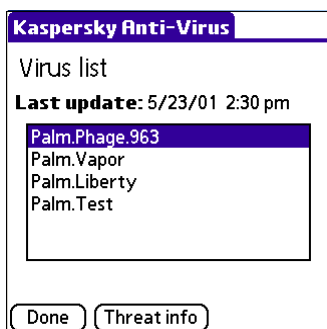 Kaspersky Anti-Virus
Virus list
Last update: 5/23/01 2:30 pm
Palm.Phage.963
Palm.Vapor
Palm.Liberty
Palm.Test
Done Threat info